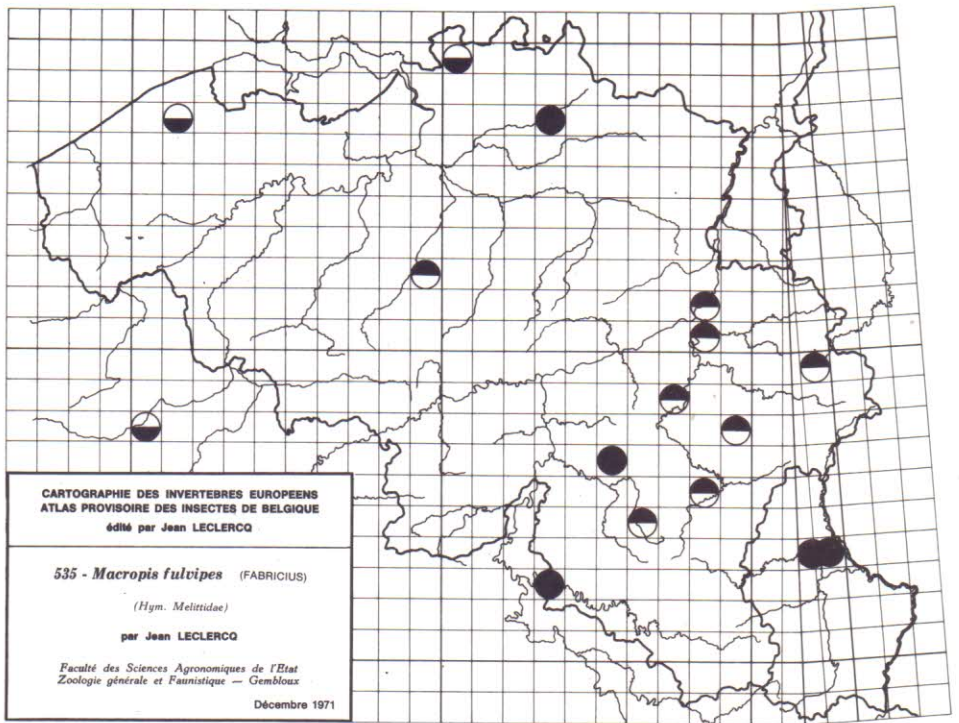 CARTOGRAPHIE DES INVERTEBRES EUROPEENS
ATLAS PROVISOIRE DES INSECTES DE BELGIQUE
édité par Jean LECLERCQ
535 - Macropis fulvipes (FABRICIUS)
(Hym. Melittidae)
par Jean LECLERCQ
Faculté des Sciences Agronomiques de l'Etat
Zoologie générale et Faunistique — Gembloux
Décembre 1971